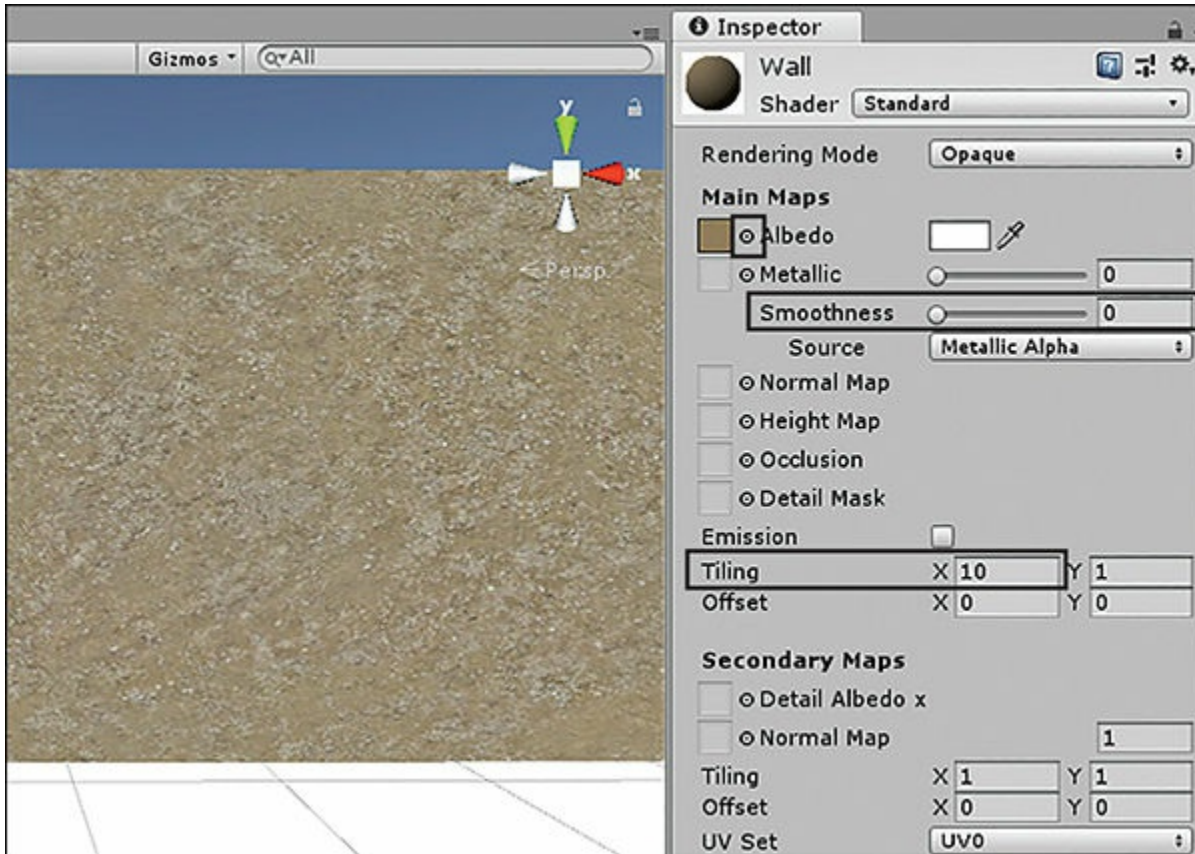 Inspector
Gizmos
All
Wall
Shader Standard
y
x
Persp
Rendering Mode Opaque
Main Maps
Albedo
Metallic 0
Smoothness 0
Source Metallic Alpha
Normal Map
Height Map
Occlusion
Detail Mask
Emission
Tiling X 10 Y 1
Offset X 0 Y 0
Secondary Maps
Detail Albedo x
Normal Map 1
Tiling X 1 Y 1
Offset X 0 Y 0
UV Set UV0